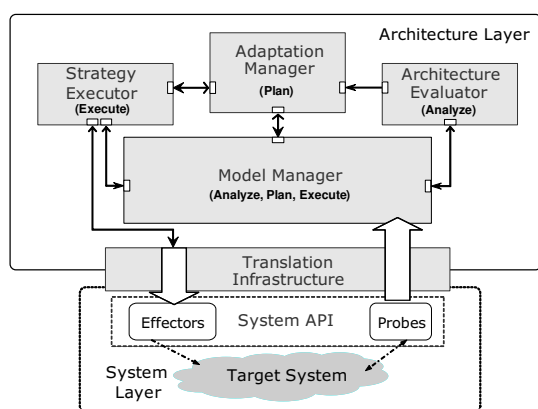 Architecture Layer
Strategy
Executor
(Execute)
Adaptation
Manager
(Plan)
Architecture
Evaluator
(Analyze)
Model Manager
(Analyze, Plan, Execute)
Translation
Infrastructure
Effectors
System API
Probes
System
Layer
Target System